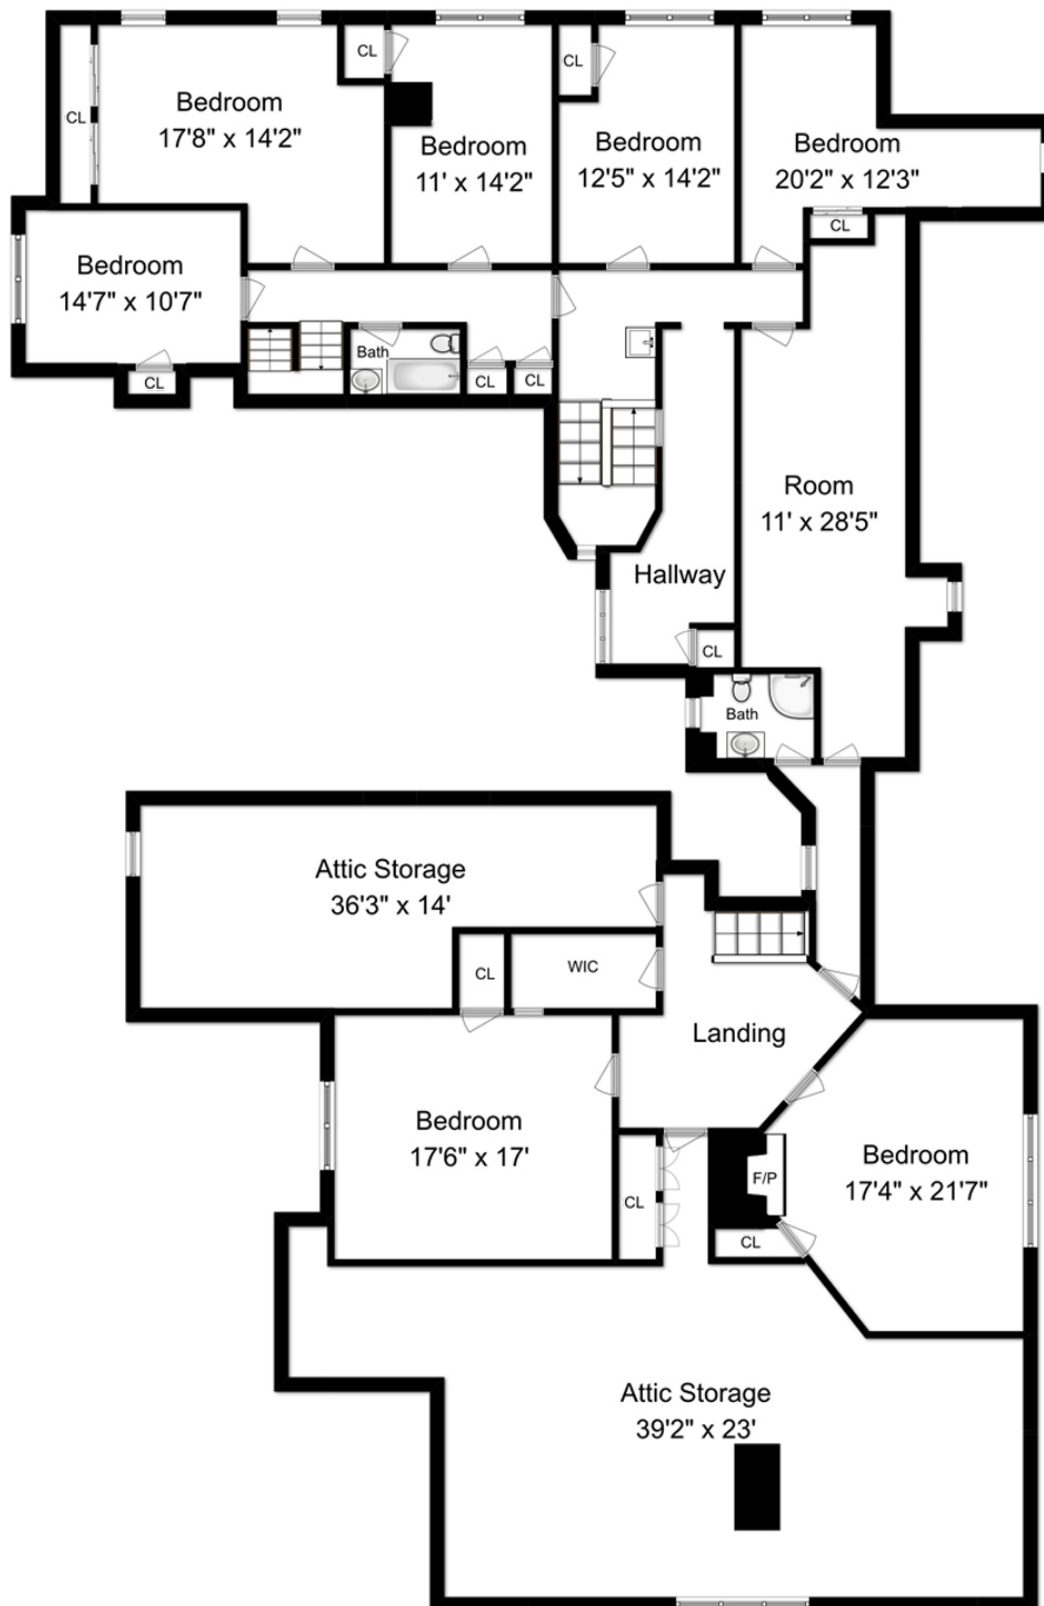 CL
CL
CL
Bedroom
17'8" x 14'2"
Bedroom
11' x 14'2"
Bedroom
12'5" x 14'2"
Bedroom
20'2" x 12'3"
CL
Bedroom
14'7" x 10'7"
CL
Bath
CL
CL
Room
11' x 28'5"
Hallway
CL
Bath
Attic Storage
36'3" x 14'
CL
WIC
Landing
Bedroom
17'6" x 17'
Bedroom
17'4" x 21'7"
F/P
CL
CL
Attic Storage
39'2" x 23'